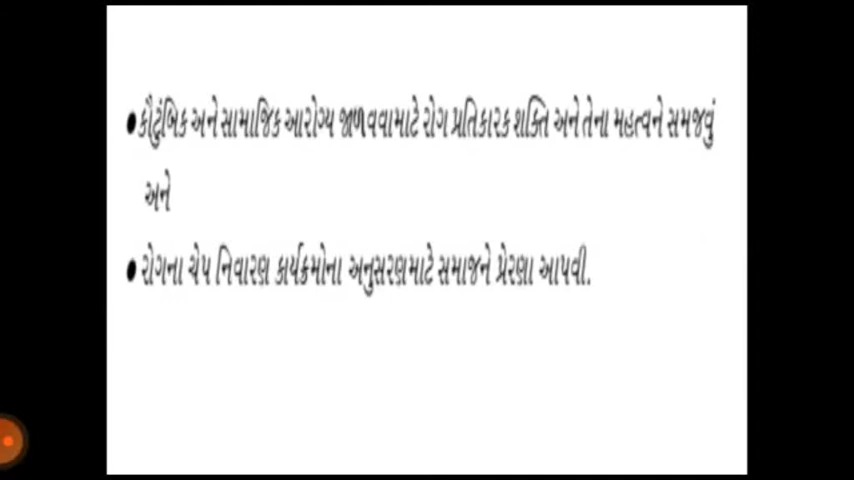 •કૌટુંબિક અને સામાજિક આરોગ્ય જાળવવામાટે રોગ પ્રતિકારક શક્તિ અને તેના મહત્વને સમજવું
અને
• રોગના ચેપ નિવારણ કાર્યક્રમોના અનુસરણમાટે સમાજને પ્રેરણા આપવી.